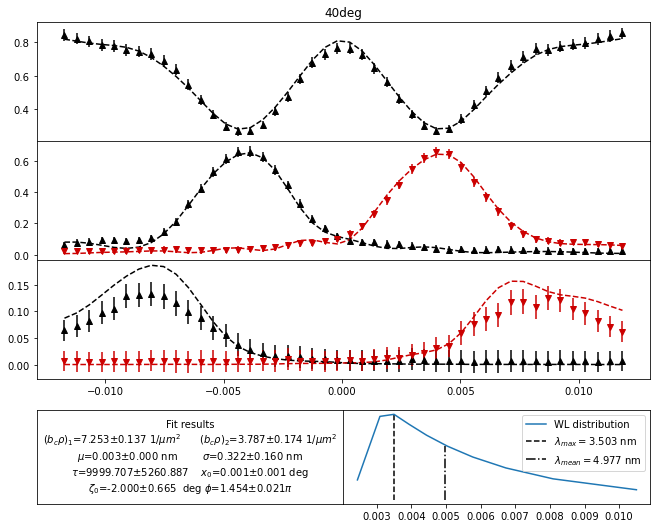 40deg
0.8
0.6
0.4
0.6
0.4
0.2
0.0
0.15
0.10
0.05
0.00
−0.010 −0.005 0.000 0.005 0.010
Fit results
(b_cρ)₁=7.253±0.137 1/μm² (b_cρ)₂=3.787±0.174 1/μm²
μ=0.003±0.000 nm σ=0.322±0.160 nm
τ=9999.707±5260.887 x₀=0.001±0.001 deg
ζ₀=-2.000±0.665 deg ϕ=1.454±0.021π
WL distribution
λ_max = 3.503 nm
λ_mean = 4.977 nm
0.003 0.004 0.005 0.006 0.007 0.008 0.009 0.010